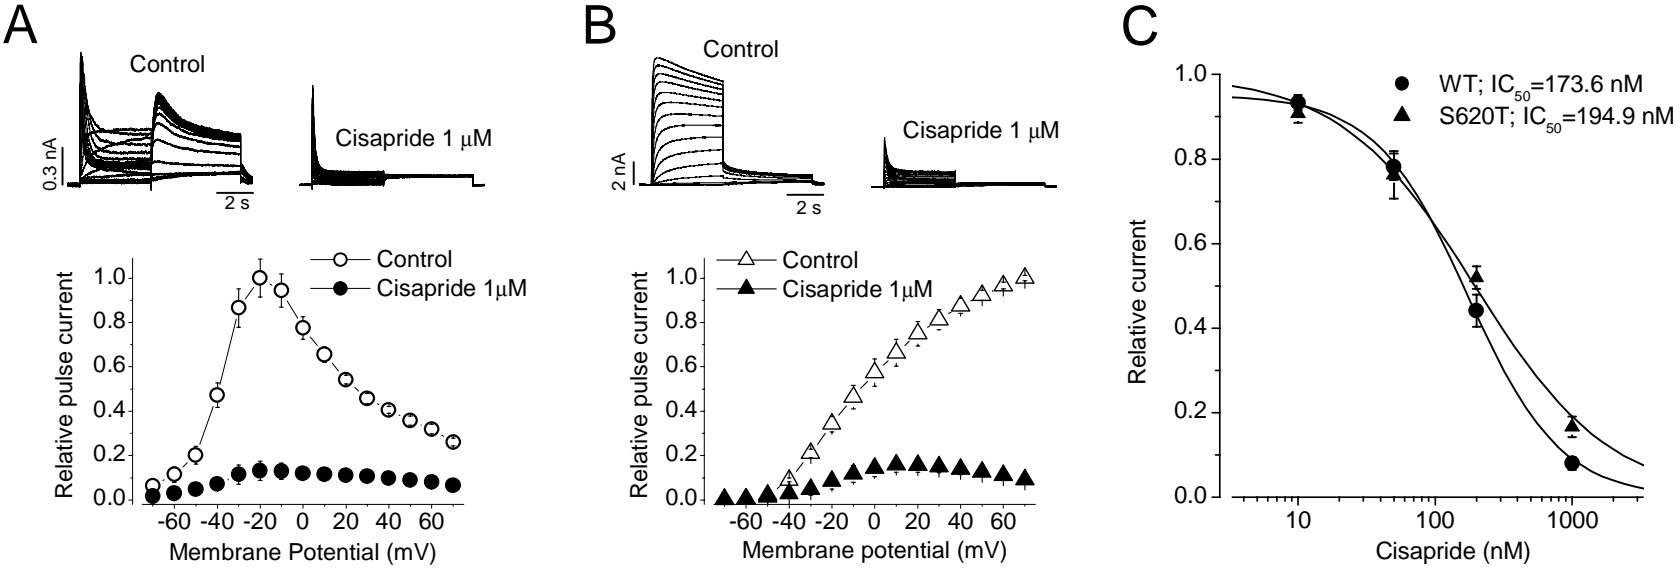 A
Control
Cisapride 1 μM
0.3 nA
2 s
Control
Cisapride 1μM
Relative pulse current
1.0
0.8
0.6
0.4
0.2
0.0
-60 -40 -20 0 20 40 60
Membrane Potential (mV)
B
Control
Cisapride 1 μM
2 nA
2 s
Control
Cisapride 1μM
Relative pulse current
1.0
0.8
0.6
0.4
0.2
0.0
-60 -40 -20 0 20 40 60
Membrane potential (mV)
C
WT; IC50=173.6 nM
S620T; IC50=194.9 nM
Relative current
1.0
0.8
0.6
0.4
0.2
0.0
10 100 1000
Cisapride (nM)